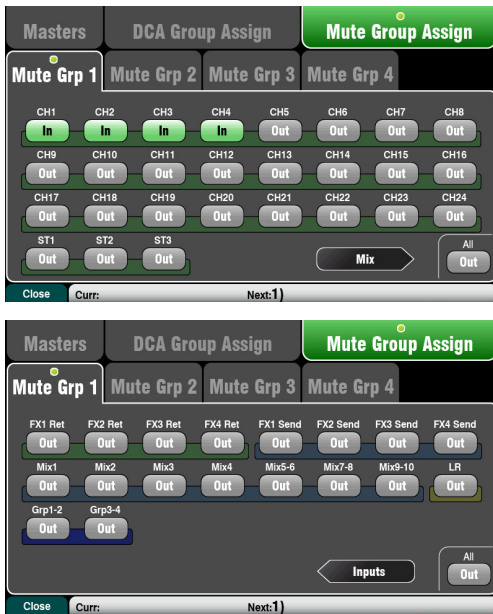 Masters DCA Group Assign Mute Group Assign
Mute Grp 1 Mute Grp 2 Mute Grp 3 Mute Grp 4
CH1 CH2 CH3 CH4 CH5 CH6 CH7 CH8
In In In In Out Out Out Out
CH9 CH10 CH11 CH12 CH13 CH14 CH15 CH16
Out Out Out Out Out Out Out Out
CH17 CH18 CH19 CH20 CH21 CH22 CH23 CH24
Out Out Out Out Out Out Out Out
ST1 ST2 ST3 All
Out Out Out Mix Out
Close Curr: Next:1)
Masters DCA Group Assign Mute Group Assign
Mute Grp 1 Mute Grp 2 Mute Grp 3 Mute Grp 4
FX1 Ret FX2 Ret FX3 Ret FX4 Ret FX1 Send FX2 Send FX3 Send FX4 Send
Out Out Out Out Out Out Out Out
Mix1 Mix2 Mix3 Mix4 Mix5-6 Mix7-8 Mix9-10 LR
Out Out Out Out Out Out Out Out
Grp1-2 Grp3-4
Out Out
All
Inputs Out
Close Curr: Next:1)